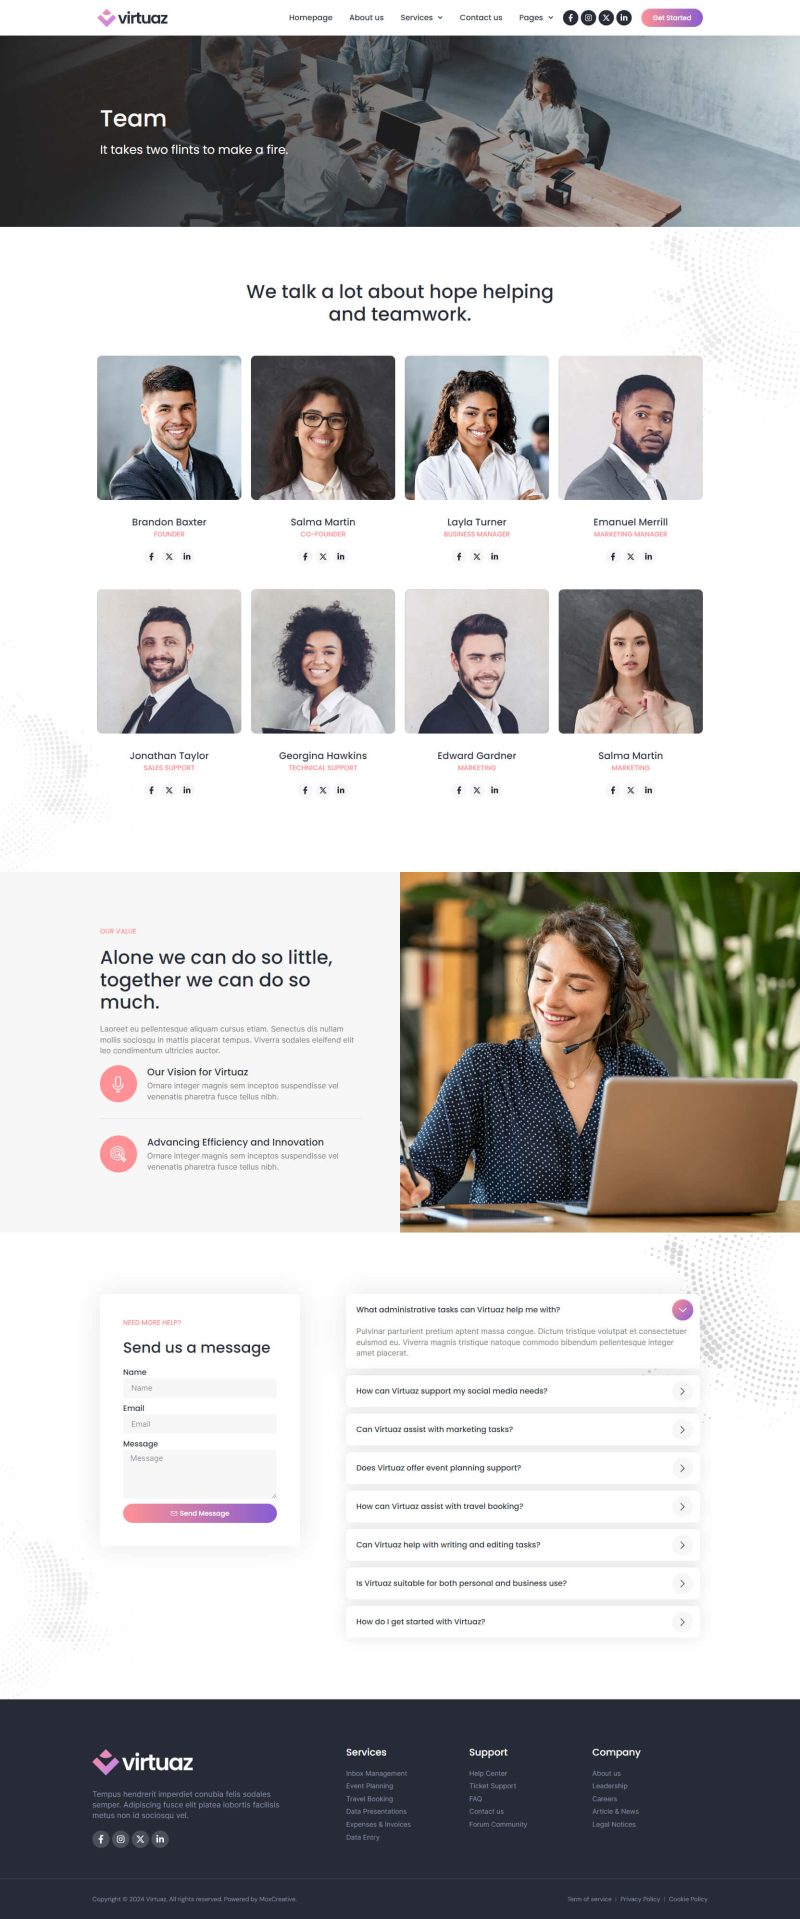 virtuaz
Homepage
About us
Services
Contact us
Pages
Get Started
Team
It takes two flints to make a fire.
We talk a lot about hope helping
and teamwork.
Brandon Baxter
FOUNDER
Salma Martin
CO-FOUNDER
Layla Turner
BUSINESS MANAGER
Emanuel Merrill
MARKETING MANAGER
Jonathan Taylor
SALES SUPPORT
Georgina Hawkins
TECHNICAL SUPPORT
Edward Gardner
MARKETING
Salma Martin
MARKETING
OUR VALUE
Alone we can do so little,
together we can do so
much.
Laoreet eu pellentesque aliquam cursus etiam. Senectus dis nullam
mollis sociosqu in mattis placerat tempus. Viverra sodales eleifend elit
leo condimentum ultricies auctor.
Our Vision for Virtuaz
Ornare integer magnis sem inceptos suspendisse vel
venenatis pharetra fusce tellus nibh.
Advancing Efficiency and Innovation
Ornare integer magnis sem inceptos suspendisse vel
venenatis pharetra fusce tellus nibh.
NEED MORE HELP?
Send us a message
Name
Name
Email
Email
Message
Message
Send Message
What administrative tasks can Virtuaz help me with?
Pulvinar parturient pretium aptent massa congue. Dictum tristique volutpat et consectetuer
euismod eu. Viverra magnis tristique natoque commodo bibendum pellentesque integer
amet placerat.
How can Virtuaz support my social media needs?
Can Virtuaz assist with marketing tasks?
Does Virtuaz offer event planning support?
How can Virtuaz assist with travel booking?
Can Virtuaz help with writing and editing tasks?
Is Virtuaz suitable for both personal and business use?
How do I get started with Virtuaz?
virtuaz
Tempus hendrerit imperdiet conubia felis sodales
semper. Adipiscing fusce elit platea lobortis facilisis
metus non id sociosqu vel.
Services
Inbox Management
Event Planning
Travel Booking
Data Presentations
Expenses & Invoices
Data Entry
Support
Help Center
Ticket Support
FAQ
Contact us
Forum Community
Company
About us
Leadership
Careers
Article & News
Legal Notices
Copyright © 2024 Virtuaz. All rights reserved. Powered by MoxCreative.
Term of service | Privacy Policy | Cookie Policy